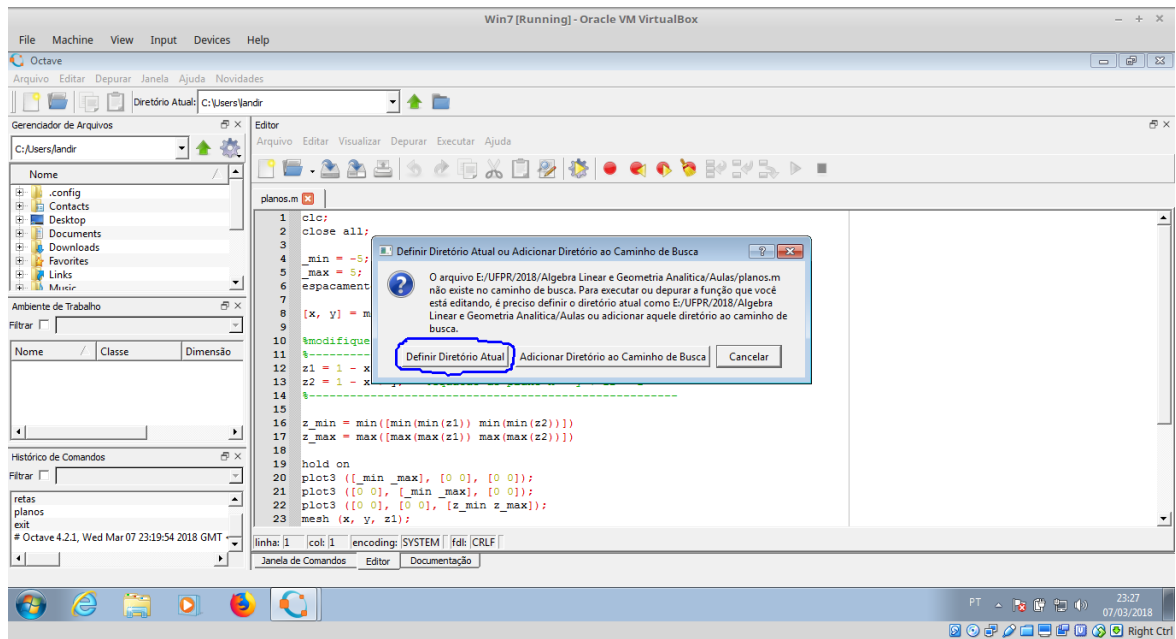 Win7 [Running] - Oracle VM VirtualBox
File Machine View Input Devices Help
Octave
Arquivo Editar Depurar Janela Ajuda Novidades
Diretório Atual: C:\Users\landir
Gerenciador de Arquivos
C:/Users/landir
Nome
.config
Contacts
Desktop
Documents
Downloads
Favorites
Links
Music
Ambiente de Trabalho
Filtrar
Nome Classe Dimensão
Histórico de Comandos
Filtrar
retas
planos
exit
# Octave 4.2.1, Wed Mar 07 23:19:54 2018 GMT
Editor
Arquivo Editar Visualizar Depurar Executar Ajuda
planos.m
1 clc;
2 close all;
3
4 _min = -5;
5 _max = 5;
6 espacament
7
8 [x, y] = m
9
10 %modifique
11 %----------
12 z1 = 1 - x
13 z2 = 1 - x
14 %--------------------------------------------------
15
16 z_min = min([min(min(z1)) min(min(z2))])
17 z_max = max([max(max(z1)) max(max(z2))])
18
19 hold on
20 plot3 ([_min _max], [0 0], [0 0]);
21 plot3 ([0 0], [_min _max], [0 0]);
22 plot3 ([0 0], [0 0], [z_min z_max]);
23 mesh (x, y, z1);
Definir Diretório Atual ou Adicionar Diretório ao Caminho de Busca
O arquivo E:/UFPR/2018/Algebra Linear e Geometria Analitica/Aulas/planos.m
não existe no caminho de busca. Para executar ou depurar a função que você
está editando, é preciso definir o diretório atual como E:/UFPR/2018/Algebra
Linear e Geometria Analitica/Aulas ou adicionar aquele diretório ao caminho de
busca.
Definir Diretório Atual Adicionar Diretório ao Caminho de Busca Cancelar
linha: 1 col: 1 encoding: SYSTEM fdl: CRLF
Janela de Comandos Editor Documentação
PT 23:27
07/03/2018
Right Ctrl